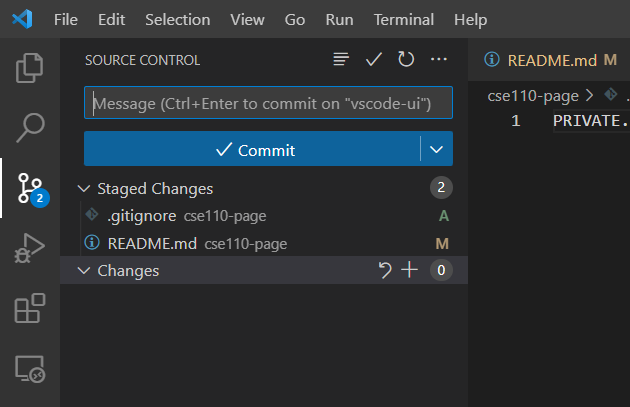 File Edit Selection View Go Run Terminal Help
SOURCE CONTROL
README.md M
Message (Ctrl+Enter to commit on "vscode-ui")
cse110-page > .
1 PRIVATE.
Commit
2
Staged Changes 2
.gitignore cse110-page A
README.md cse110-page M
Changes 0